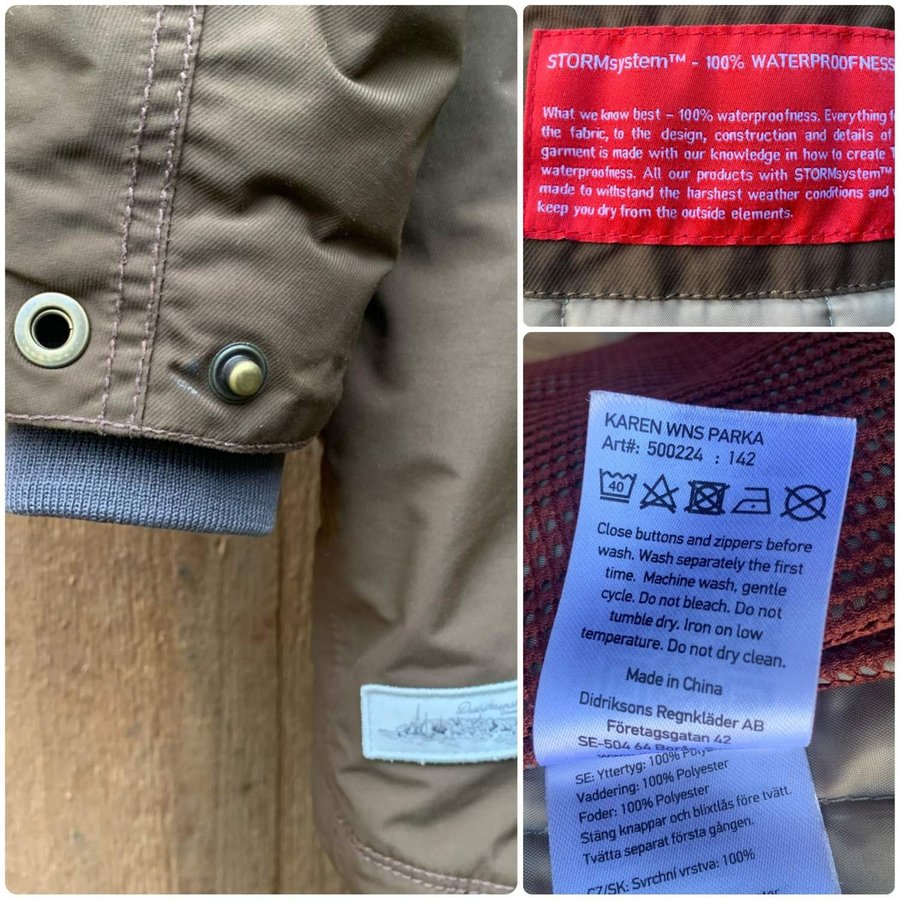 STORMsystem™ - 100% WATERPROOFNESS
What we know best - 100% waterproofness. Everything
the fabric, to the design, construction and details of
garment is made with our knowledge in how to create
waterproofness. All our products with STORMsystem™
made to withstand the harshest weather conditions and
keep you dry from the outside elements.
KAREN WNS PARKA
Art#: 500224 : 142
40
Close buttons and zippers before
wash. Wash separately the first
time. Machine wash, gentle
cycle. Do not bleach. Do not
tumble dry. Iron on low
temperature. Do not dry clean.
Made in China
Didriksons Regnkläder AB
Företagsgatan 42
SE-504 64
SE: Yttertyg: 100%
Vaddering: 100% Polyester
Foder: 100% Polyester
Stäng knappar och blixtlås före tvätt.
Tvätta separat första gången.
CZ/SK: Svrchní vrstva: 100%